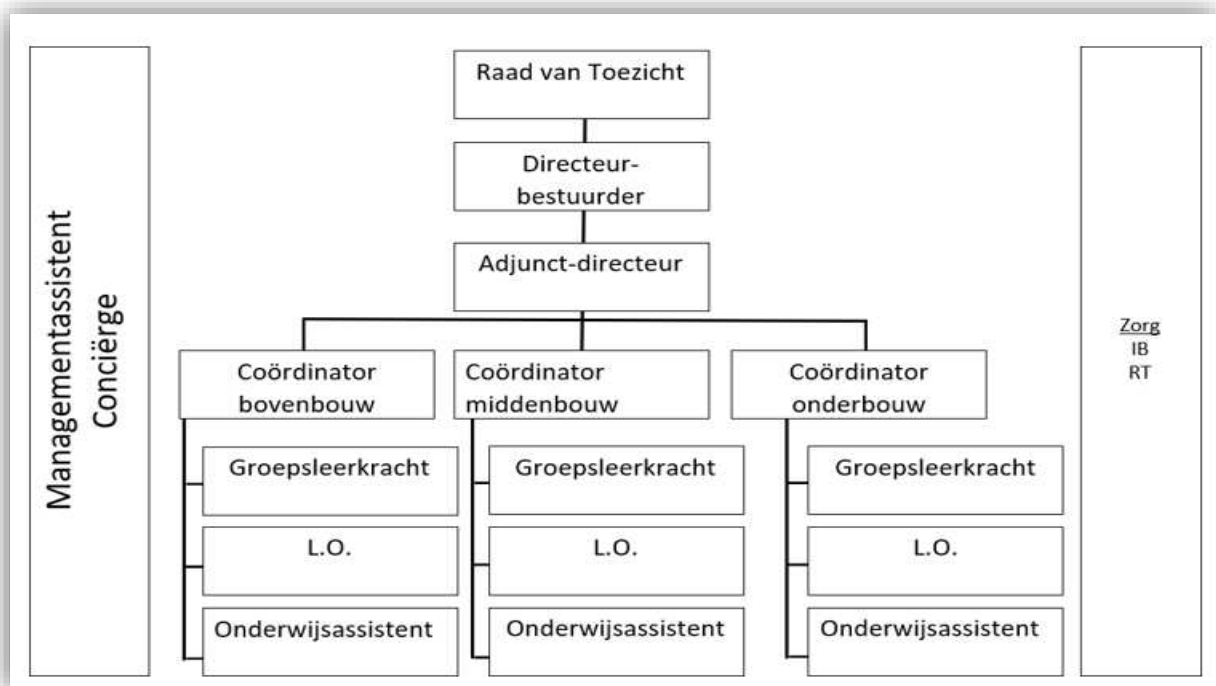 Managementassistent
Conciërge
Raad van Toezicht
Directeur-
bestuurder
Adjunct-directeur
Coördinator
bovenbouw
Coördinator
middenbouw
Coördinator
onderbouw
Groepsleerkracht
L.O.
Onderwijsassistent
Groepsleerkracht
L.O.
Onderwijsassistent
Groepsleerkracht
L.O.
Onderwijsassistent
Zorg
IB
RT